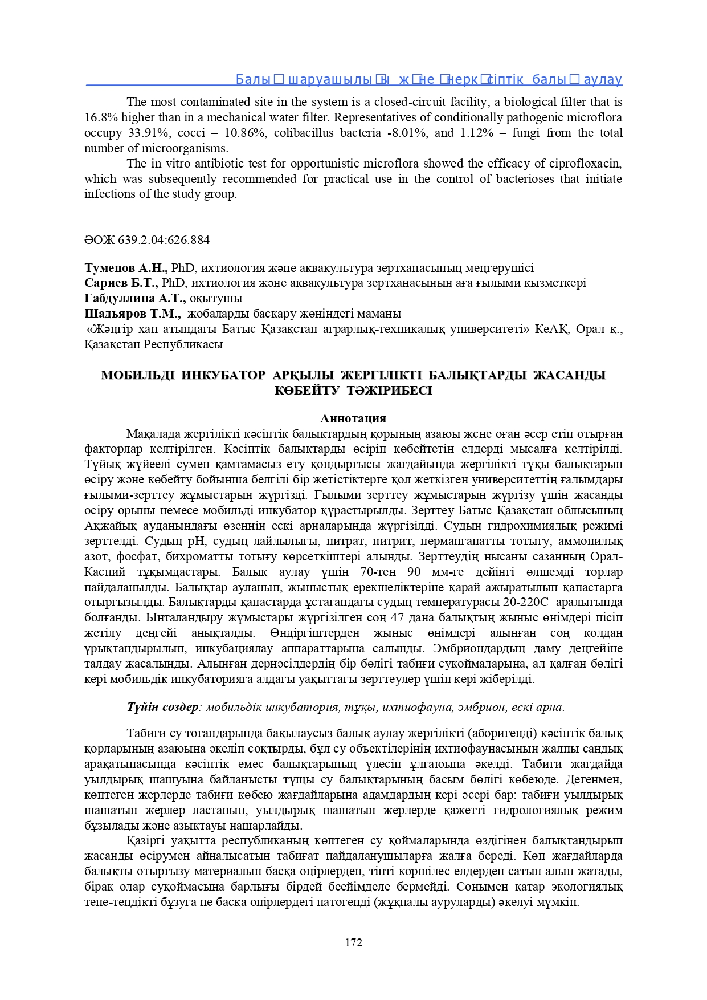 Балы□ шаруашылы□ы ж□не □нерк□сіптік балы□ аулау
The most contaminated site in the system is a closed-circuit facility, a biological filter that is
16.8% higher than in a mechanical water filter. Representatives of conditionally pathogenic microflora
occupy 33.91%, cocci – 10.86%, colibacillus bacteria -8.01%, and 1.12% – fungi from the total
number of microorganisms.
The in vitro antibiotic test for opportunistic microflora showed the efficacy of ciprofloxacin,
which was subsequently recommended for practical use in the control of bacterioses that initiate
infections of the study group.
ӘОЖ 639.2.04:626.884
Туменов А.Н., PhD, ихтиология және аквакультура зертханасының меңгерушісі
Сариев Б.Т., PhD, ихтиология және аквакультура зертханасының аға ғылыми қызметкері
Габдуллина А.Т., оқытушы
Шадьяров Т.М., жобаларды басқару жөніндегі маманы
«Жәңгір хан атындағы Батыс Қазақстан аграрлық-техникалық университеті» КеАҚ, Орал қ.,
Қазақстан Республикасы
МОБИЛЬДІ ИНКУБАТОР АРҚЫЛЫ ЖЕРГІЛІКТІ БАЛЫҚТАРДЫ ЖАСАНДЫ
КӨБЕЙТУ ТӘЖІРИБЕСІ
Аннотация
Мақалада жергілікті кәсіптік балықтардың қорының азаюы жсне оған әсер етіп отырған
факторлар келтірілген. Кәсіптік балықтарды өсіріп көбейтетін елдерді мысалға келтірілді.
Тұйық жүйеелі сумен қамтамасыз ету қондырғысы жағдайында жергілікті тұқы балықтарын
өсіру және көбейту бойынша белгілі бір жетістіктерге қол жеткізген университеттің ғалымдары
ғылыми-зерттеу жұмыстарын жүргізді. Ғылыми зерттеу жұмыстарын жүргізу үшін жасанды
өсіру орыны немесе мобильді инкубатор құрастырылды. Зерттеу Батыс Қазақстан облысының
Ақжайық ауданындағы өзеннің ескі арналарында жүргізілді. Судың гидрохимиялық режимі
зерттелді. Судың рН, судың лайлылығы, нитрат, нитрит, перманганатты тотығу, аммонилық
азот, фосфат, бихроматты тотығу көрсеткіштері алынды. Зерттеудің нысаны сазанның Орал-
Каспий тұқымдастары. Балық аулау үшін 70-тен 90 мм-ге дейінгі өлшемді торлар
пайдаланылды. Балықтар ауланып, жыныстық ерекшеліктеріне қарай ажыратылып қапастарға
отырғызылды. Балықтарды қапастарда ұстағандағы судың температурасы 20-220С аралығында
болғанды. Ынталандыру жұмыстары жүргізілген соң 47 дана балықтың жыныс өнімдері пісіп
жетілу деңгейі анықталды. Өндіргіштерден жыныс өнімдері алынған соң қолдан
ұрықтандырылып, инкубациялау аппараттарына салынды. Эмбриондардың даму деңгейіне
талдау жасалынды. Алынған дернәсілдердің бір бөлігі табиғи суқоймаларына, ал қалған бөлігі
кері мобильдік инкубаторияға алдағы уақыттағы зерттеулер үшін кері жіберілді.
Түйін сөздер: мобильдік инкубатория, тұқы, ихтиофауна, эмбрион, ескі арна.
Табиғи су тоғандарында бақылаусыз балық аулау жергілікті (аборигенді) кәсіптік балық
қорларының азаюына әкеліп соқтырды, бұл су объектілерінің ихтиофаунасының жалпы сандық
арақатынасында кәсіптік емес балықтарының үлесін ұлғаюына әкелді. Табиғи жағдайда
уылдырық шашуына байланысты тұщы су балықтарының басым бөлігі көбеюде. Дегенмен,
көптеген жерлерде табиғи көбею жағдайларына адамдардың кері әсері бар: табиғи уылдырық
шашатын жерлер ластанып, уылдырық шашатын жерлерде қажетті гидрологиялық режим
бұзылады және азықтауы нашарлайды.
Қазіргі уақытта республиканың көптеген су қоймаларында өздігінен балықтандырып
жасанды өсірумен айналысатын табиғат пайдаланушыларға жалға береді. Көп жағдайларда
балықты отырғызу материалын басқа өңірлерден, тіпті көршілес елдерден сатып алып жатады,
бірақ олар суқоймасына барлығы бірдей беейімделе бермейді. Сонымен қатар экологиялық
тепе-теңдікті бұзуға не басқа өңірлердегі патогенді (жұқпалы ауруларды) әкелуі мүмкін.
172